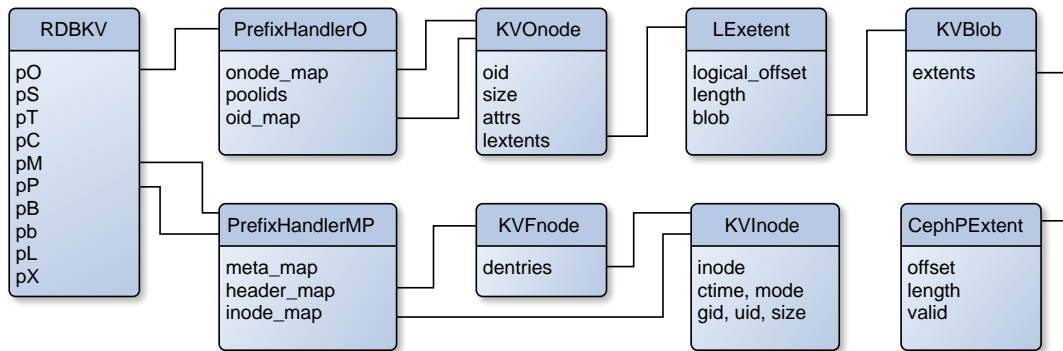 RDBKV
pO
pS
pT
pC
pM
pP
pB
pb
pL
pX
PrefixHandlerO
onode_map
poolids
oid_map
KVOnode
oid
size
attrs
lextents
LExetent
logical_offset
length
blob
KVBlob
extents
PrefixHandlerMP
meta_map
header_map
inode_map
KVFnode
dentries
KVInode
inode
ctime, mode
gid, uid, size
CephPExtent
offset
length
valid